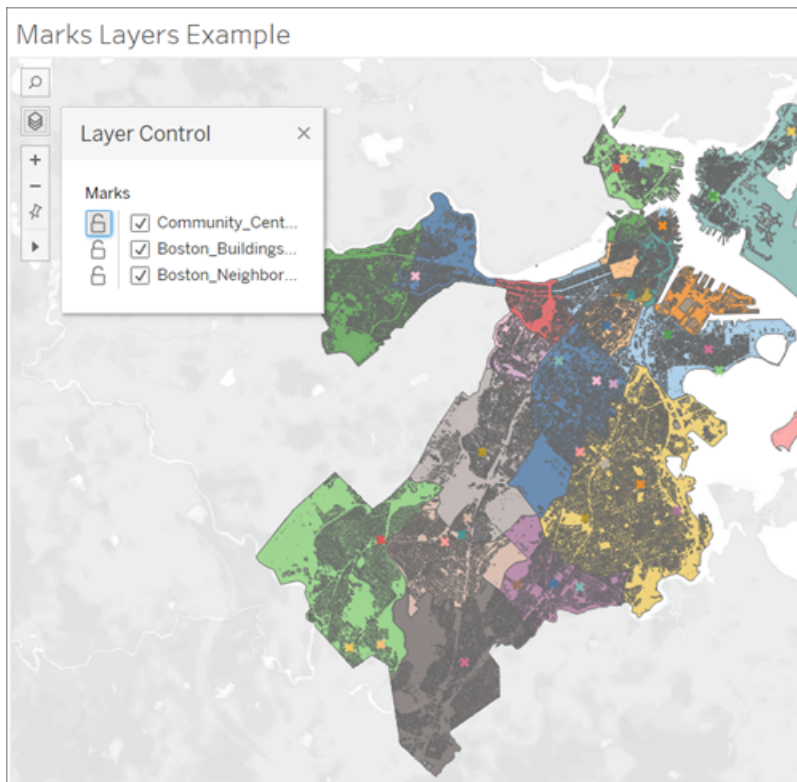 Marks Layers Example
Layer Control
Marks
Community_Cent...
Boston_Buildings...
Boston_Neighbor...